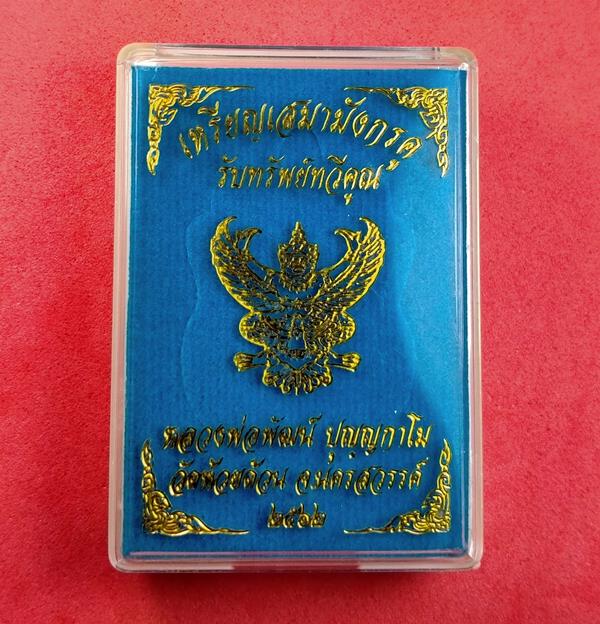 เหรียญเสมามังกรคู่
รับทรัพย์ทวีคูณ
หลวงพ่อพัฒน์ ปุญญกาโม
วัดห้วยด้วน จ.นครสวรรค์
๒๕๖๒